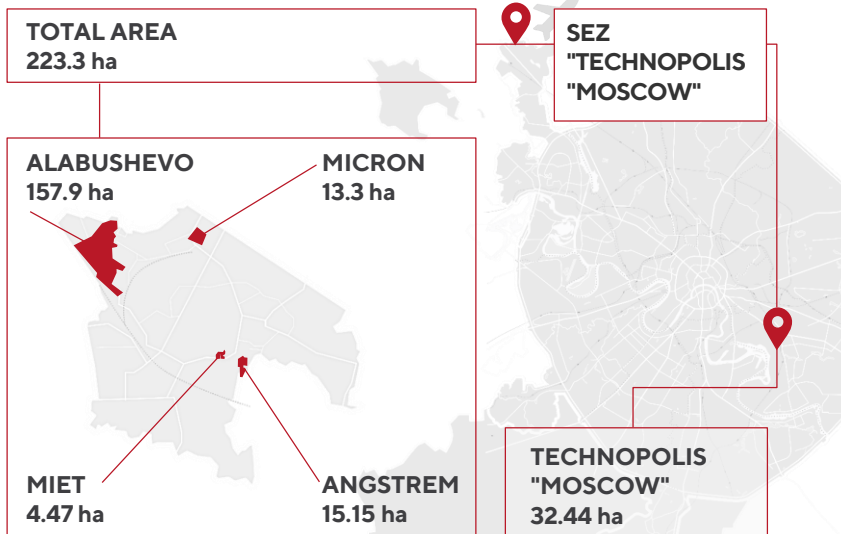 TOTAL AREA
223.3 ha
SEZ
"TECHNOPOLIS
"MOSCOW"
ALABUSHEVO
157.9 ha
MICRON
13.3 ha
MIET
4.47 ha
ANGSTREM
15.15 ha
TECHNOPOLIS
"MOSCOW"
32.44 ha